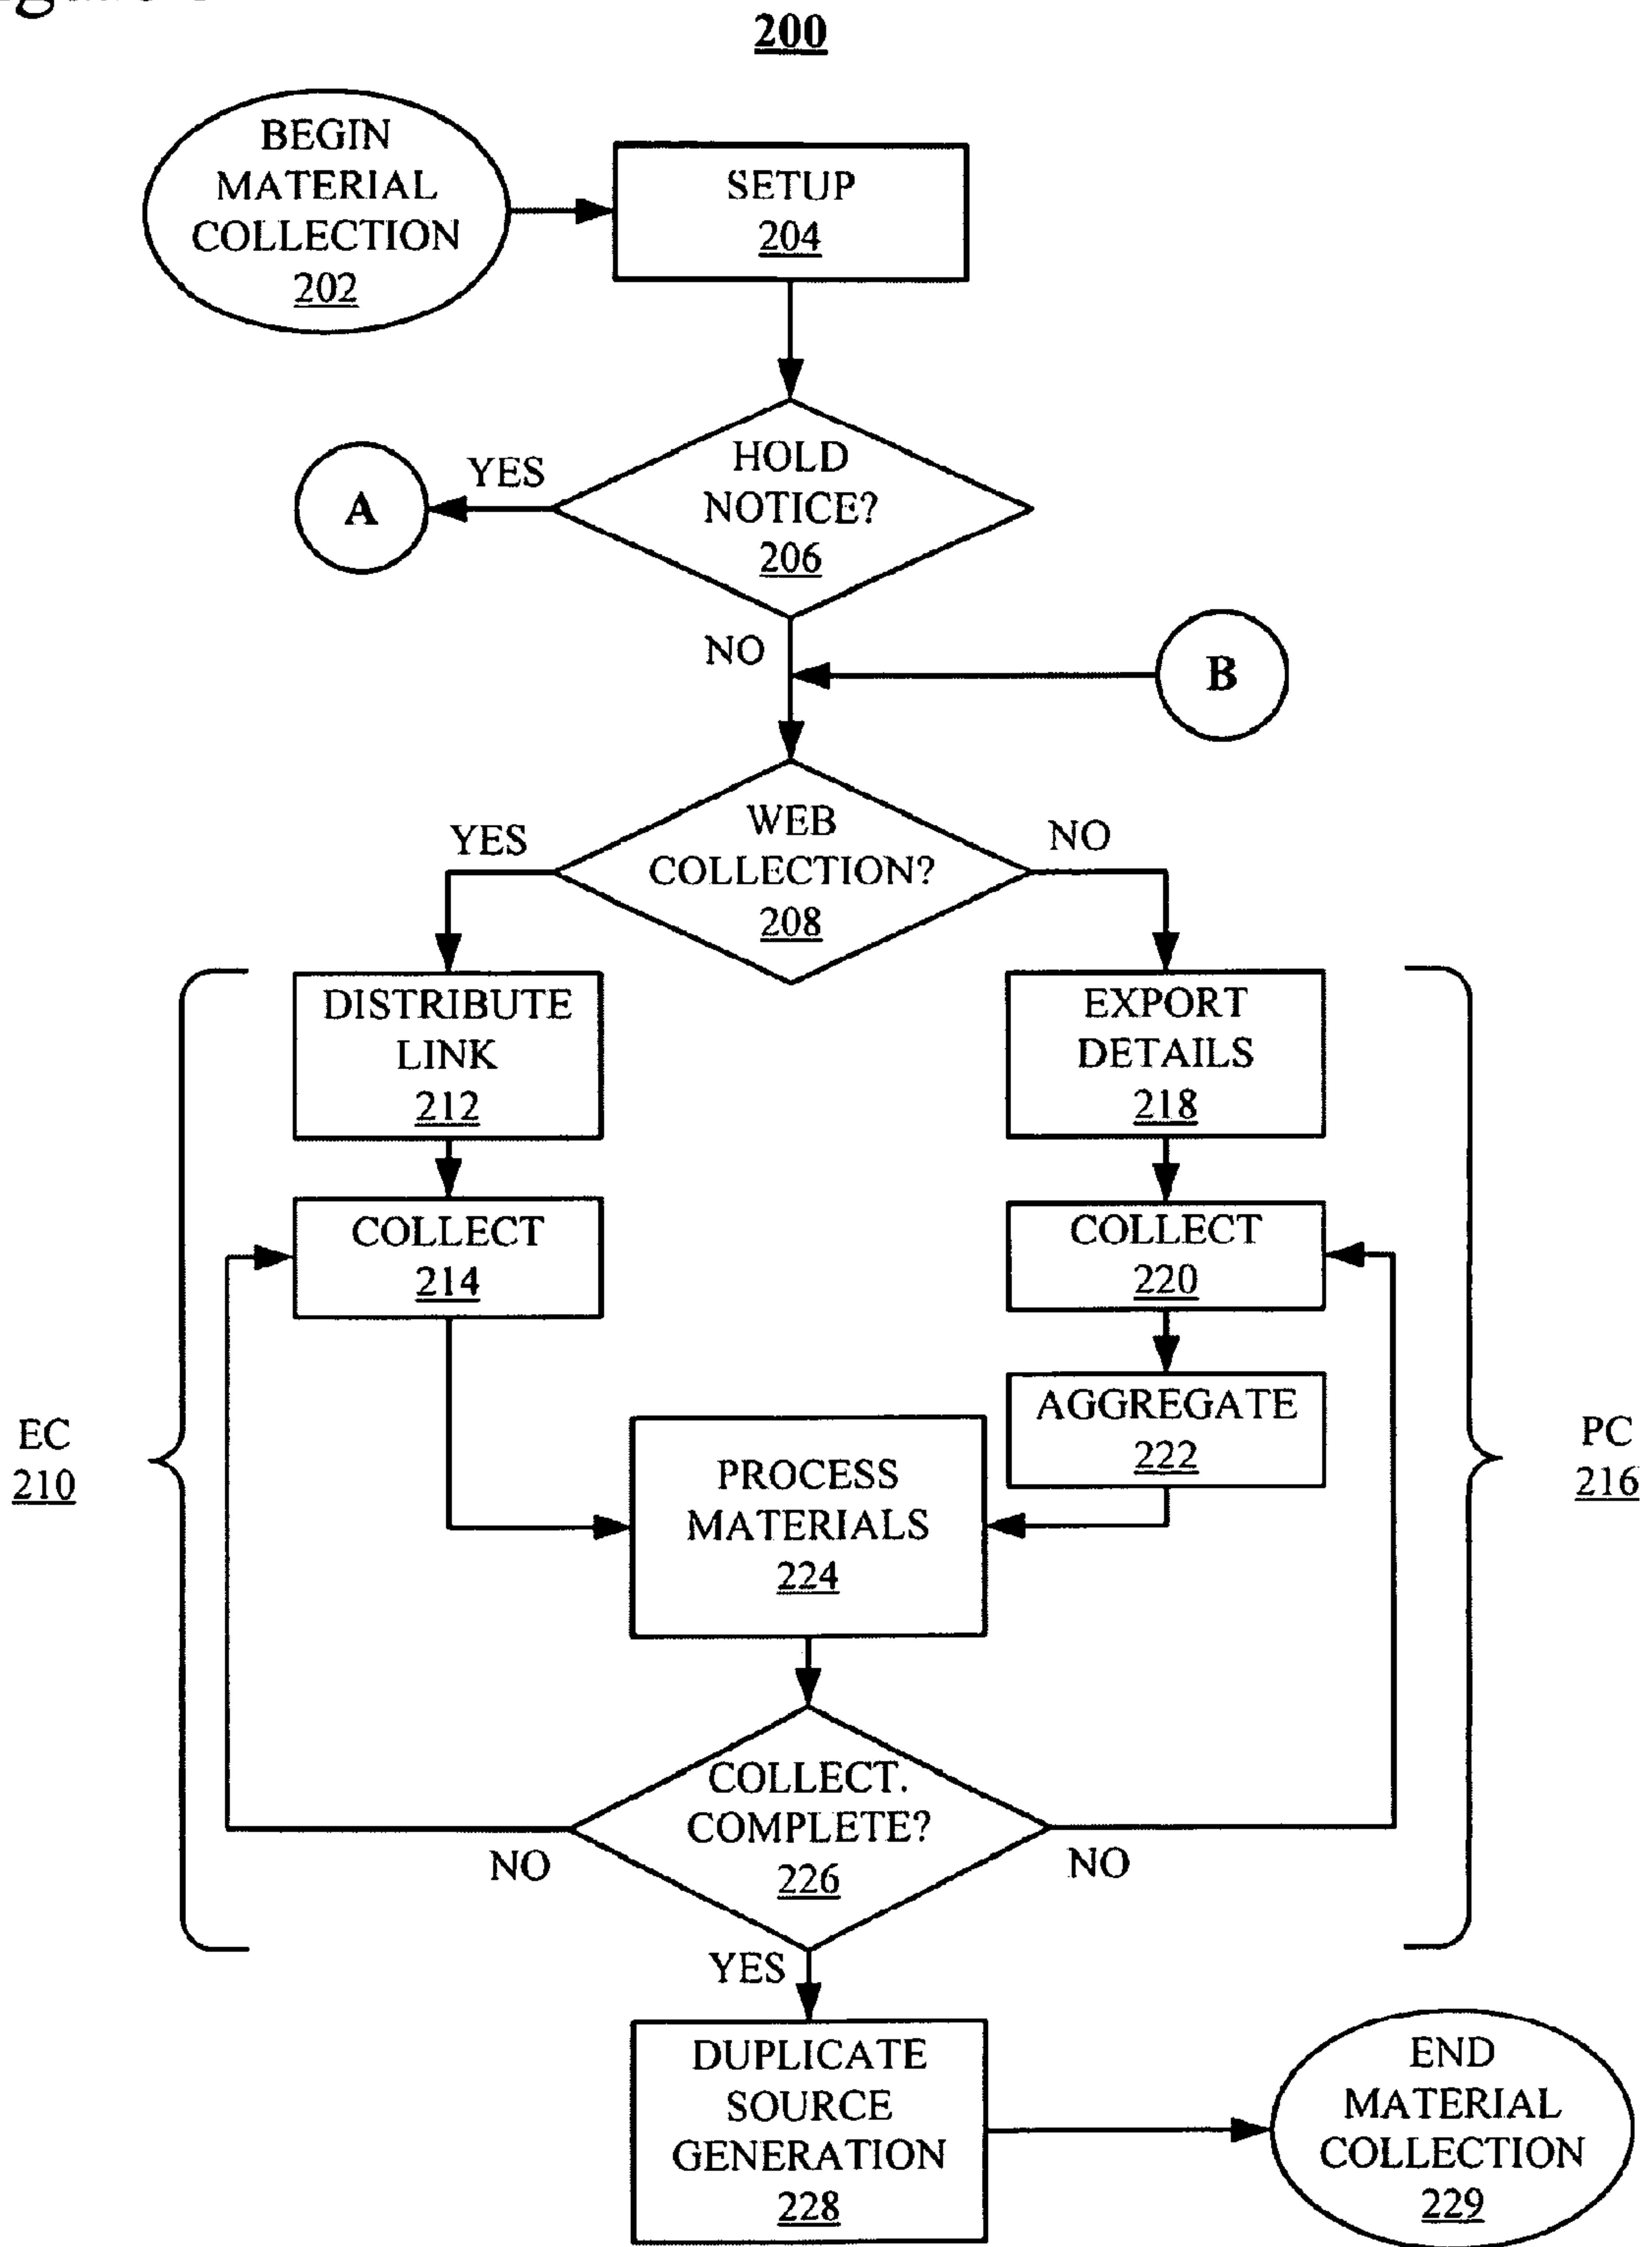 200
BEGIN
MATERIAL
COLLECTION
202
SETUP
204
HOLD
NOTICE?
206
YES
A
NO
B
WEB
COLLECTION?
208
YES
NO
DISTRIBUTE
LINK
212
EXPORT
DETAILS
218
COLLECT
214
COLLECT
220
AGGREGATE
222
EC
210
PC
216
PROCESS
MATERIALS
224
COLLECT.
COMPLETE?
226
NO
NO
YES
DUPLICATE
SOURCE
GENERATION
228
END
MATERIAL
COLLECTION
229